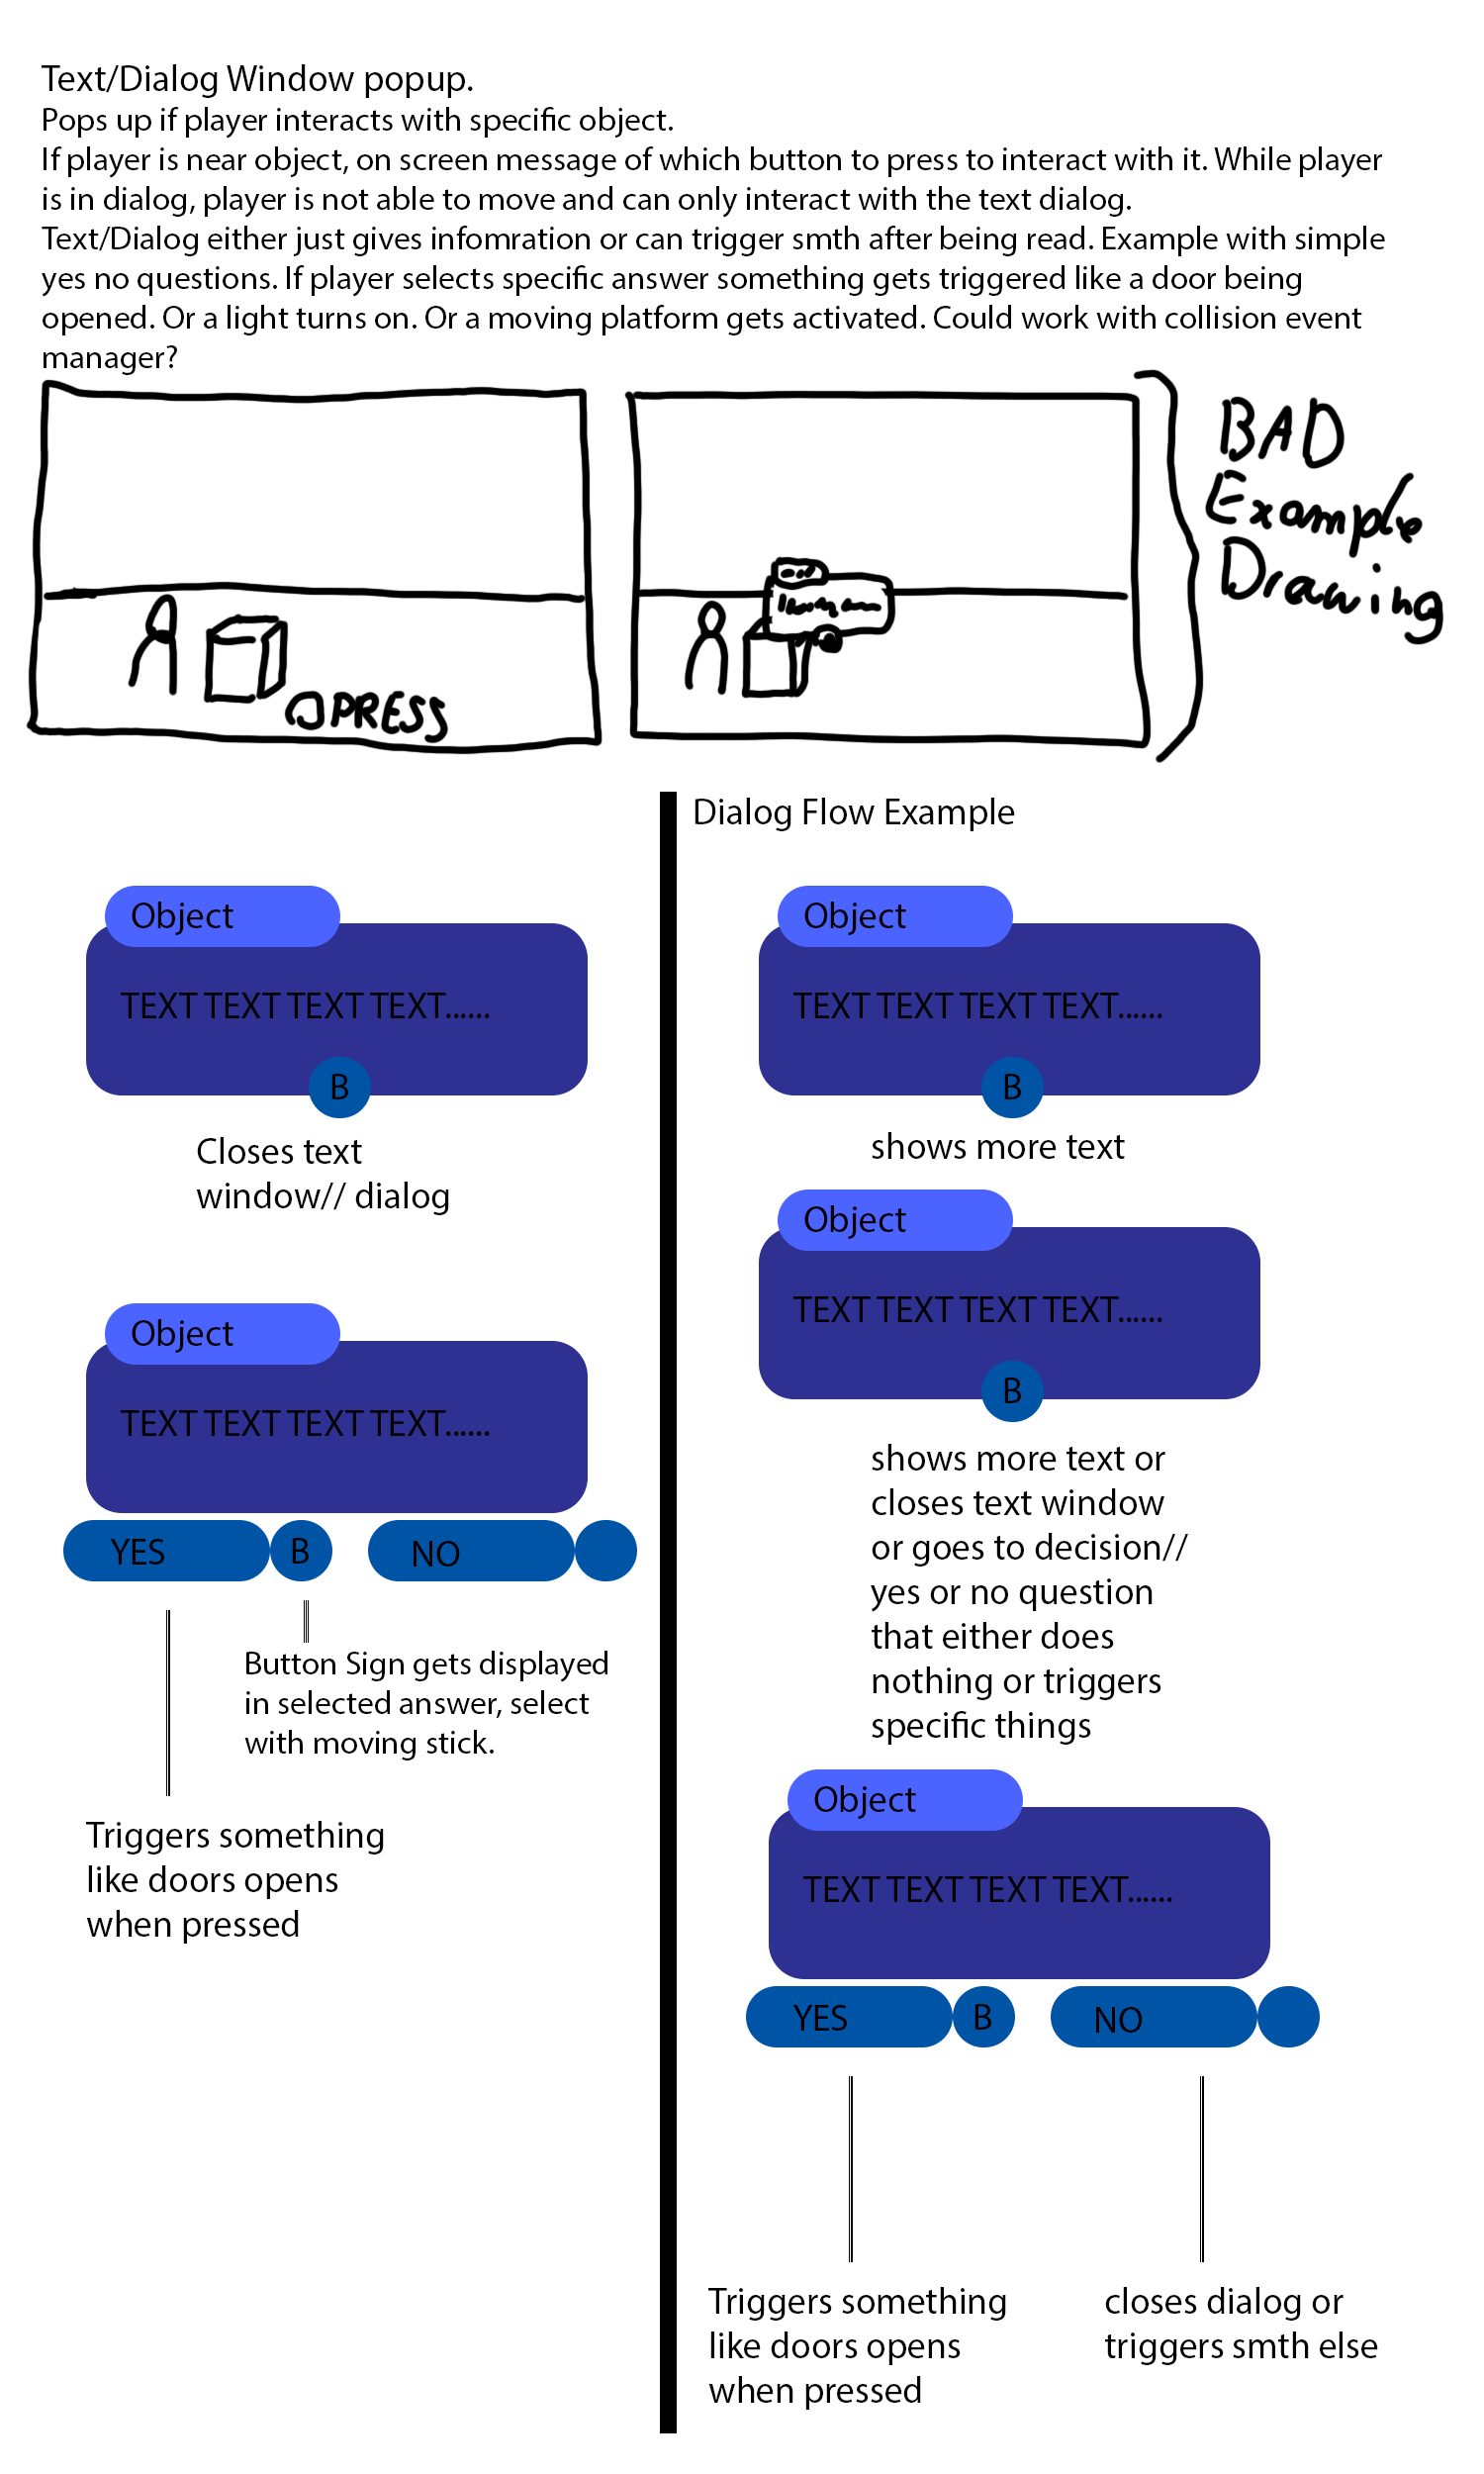 Text/Dialog Window popup.
Pops up if player interacts with specific object.
If player is near object, on screen message of which button to press to interact with it. While player
is in dialog, player is not able to move and can only interact with the text dialog.
Text/Dialog either just gives infomration or can trigger smth after being read. Example with simple
yes no questions. If player selects specific answer something gets triggered like a door being
opened. Or a light turns on. Or a moving platform gets activated. Could work with collision event
manager?
BAD
Example
Drawing
PRESS
Object
TEXT TEXT TEXT TEXT......
B
Closes text
window// dialog
Object
TEXT TEXT TEXT TEXT......
YES B NO
Button Sign gets displayed
in selected answer, select
with moving stick.
Triggers something
like doors opens
when pressed
Dialog Flow Example
Object
TEXT TEXT TEXT TEXT......
B
shows more text
Object
TEXT TEXT TEXT TEXT......
B
shows more text or
closes text window
or goes to decision//
yes or no question
that either does
nothing or triggers
specific things
Object
TEXT TEXT TEXT TEXT......
YES B NO
Triggers something
like doors opens
when pressed
closes dialog or
triggers smth else